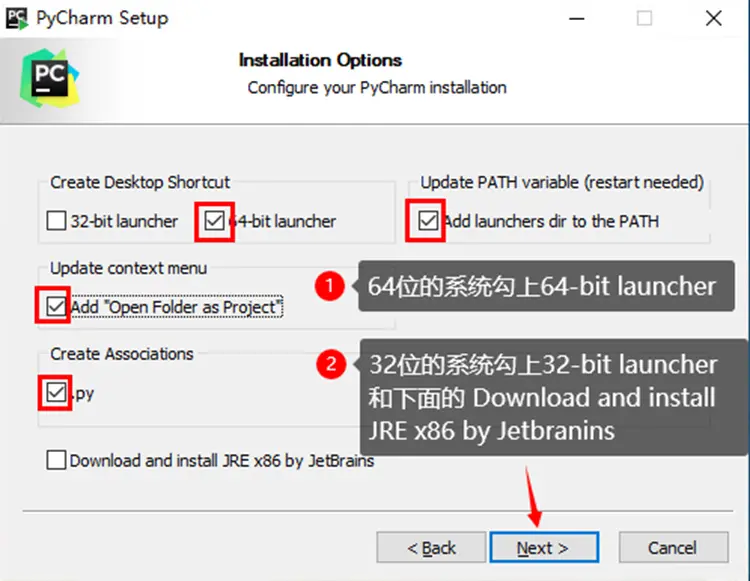 PC PyCharm Setup
PC
Installation Options
Configure your PyCharm installation
Create Desktop Shortcut
32-bit launcher
64-bit launcher
Update PATH variable (restart needed)
Add launchers dir to the PATH
Update context menu
Add "Open Folder as Project"
1 64位的系统勾上64-bit launcher
Create Associations
.py
2 32位的系统勾上32-bit launcher
和下面的 Download and install
JRE x86 by Jetbranins
Download and install JRE x86 by JetBrains
< Back
Next >
Cancel